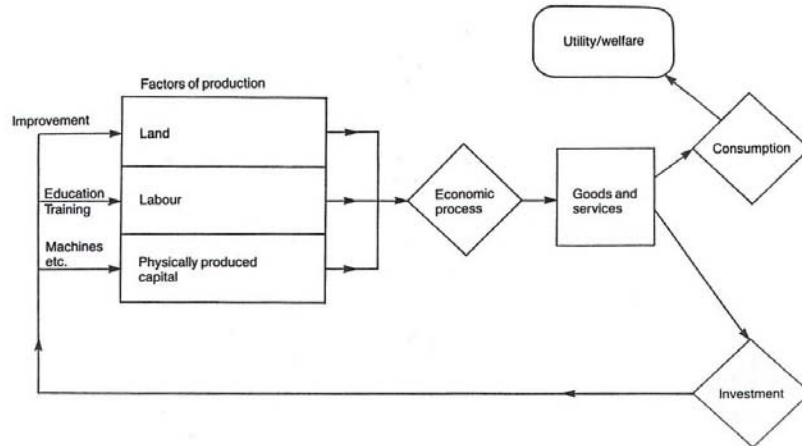 Utility/welfare
Factors of production
Improvement
Land
Consumption
Education
Training
Labour
Economic
process
Goods and
services
Machines
etc.
Physically produced
capital
Investment